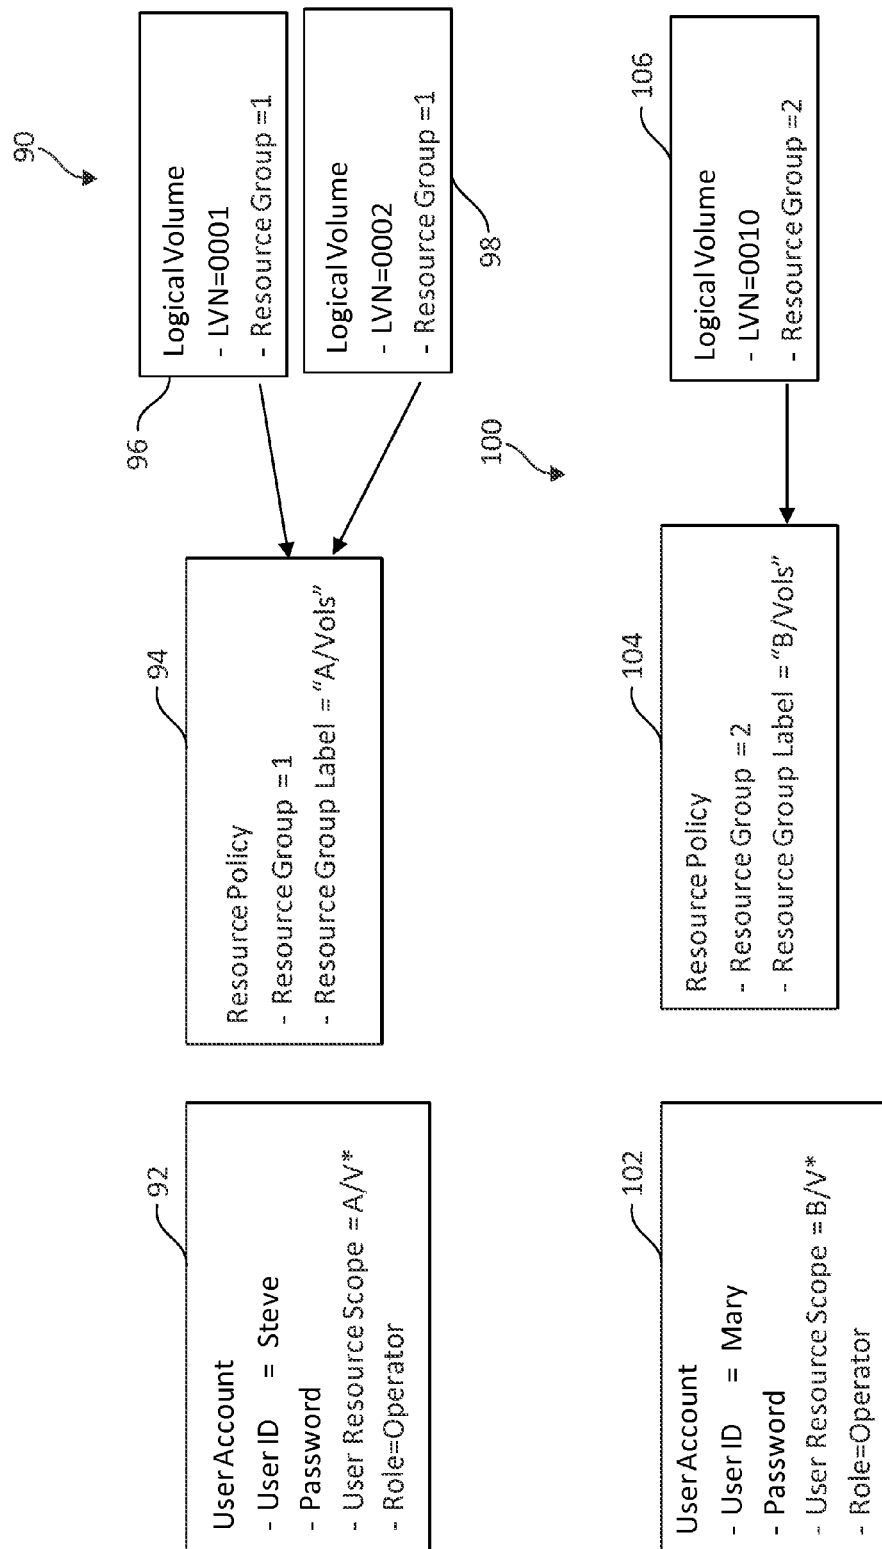 90
92
User Account
- User ID = Steve
- Password
- User Resource Scope = A/V*
- Role=Operator
94
Resource Policy
- Resource Group = 1
- Resource Group Label = “A/Vols”
96
Logical Volume
- LVN=0001
- Resource Group =1
Logical Volume
- LVN=0002
- Resource Group =1
98
100
102
User Account
- User ID = Mary
- Password
- User Resource Scope = B/V*
- Role=Operator
104
Resource Policy
- Resource Group = 2
- Resource Group Label = “B/Vols”
106
Logical Volume
- LVN=0010
- Resource Group =2